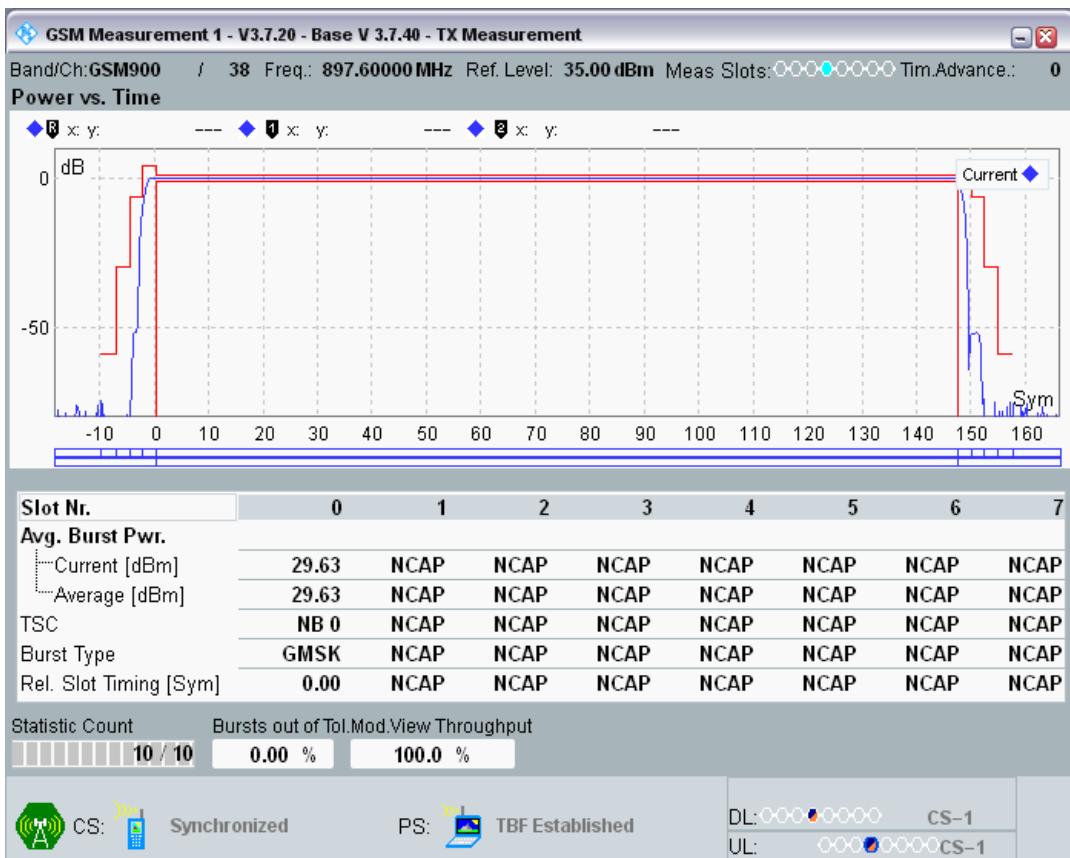 GSM Measurement 1 - V3.7.20 - Base V 3.7.40 - TX Measurement
Band/Ch:GSM900 / 38 Freq.: 897.60000 MHz Ref. Level: 35.00 dBm Meas Slots: Tim.Advance.: 0
Power vs. Time
R x: y: --- 1 x: y: --- 2 x: y: ---
dB
Current
0
-50
Sym
-10 0 10 20 30 40 50 60 70 80 90 100 110 120 130 140 150 160
Slot Nr. 0 1 2 3 4 5 6 7
Avg. Burst Pwr.
Current [dBm] 29.63 NCAP NCAP NCAP NCAP NCAP NCAP NCAP
Average [dBm] 29.63 NCAP NCAP NCAP NCAP NCAP NCAP NCAP
TSC NB 0 NCAP NCAP NCAP NCAP NCAP NCAP NCAP
Burst Type GMSK NCAP NCAP NCAP NCAP NCAP NCAP NCAP
Rel. Slot Timing [Sym] 0.00 NCAP NCAP NCAP NCAP NCAP NCAP NCAP
Statistic Count Bursts out of Tol.Mod.View Throughput
10 / 10 0.00 % 100.0 %
CS: Synchronized PS: TBF Established DL: CS-1
UL: CS-1